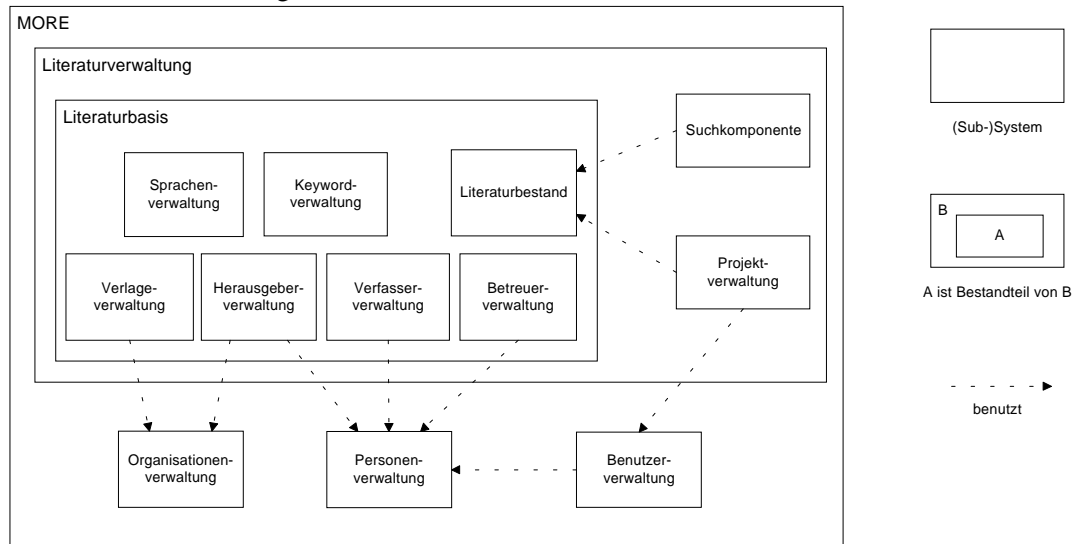 MORE
Literaturverwaltung
Literaturbasis
Suchkomponente
(Sub-)System
Sprachen-
verwaltung
Keyword-
verwaltung
Literaturbestand
B
A
Projekt-
verwaltung
Verlage-
verwaltung
Herausgeber-
verwaltung
Verfasser-
verwaltung
Betreuer-
verwaltung
A ist Bestandteil von B
benutzt
Organisationen-
verwaltung
Personen-
verwaltung
Benutzer-
verwaltung